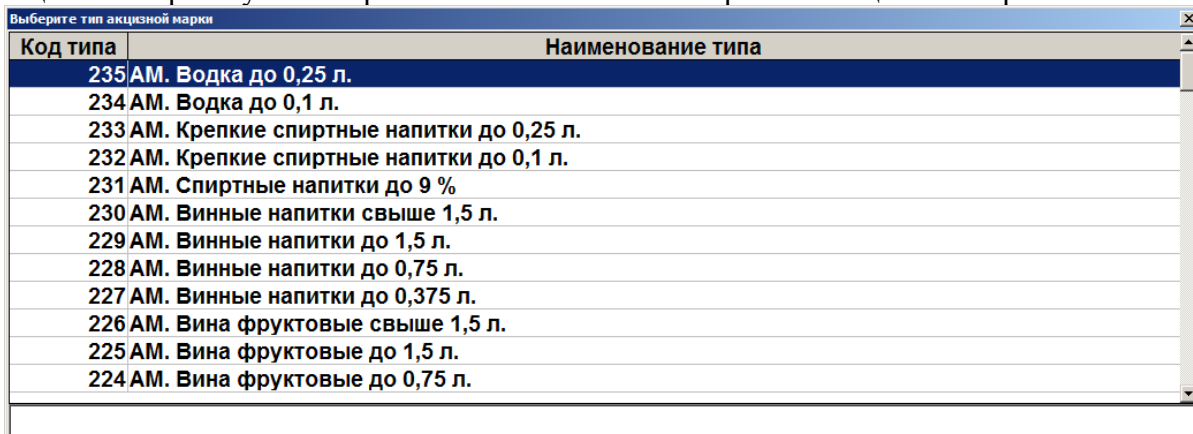 Выберите тип акцизной марки
Код типа Наименование типа
235 АМ. Водка до 0,25 л.
234 АМ. Водка до 0,1 л.
233 АМ. Крепкие спиртные напитки до 0,25 л.
232 АМ. Крепкие спиртные напитки до 0,1 л.
231 АМ. Спиртные напитки до 9 %
230 АМ. Винные напитки свыше 1,5 л.
229 АМ. Винные напитки до 1,5 л.
228 АМ. Винные напитки до 0,75 л.
227 АМ. Винные напитки до 0,375 л.
226 АМ. Вина фруктовые свыше 1,5 л.
225 АМ. Вина фруктовые до 1,5 л.
224 АМ. Вина фруктовые до 0,75 л.